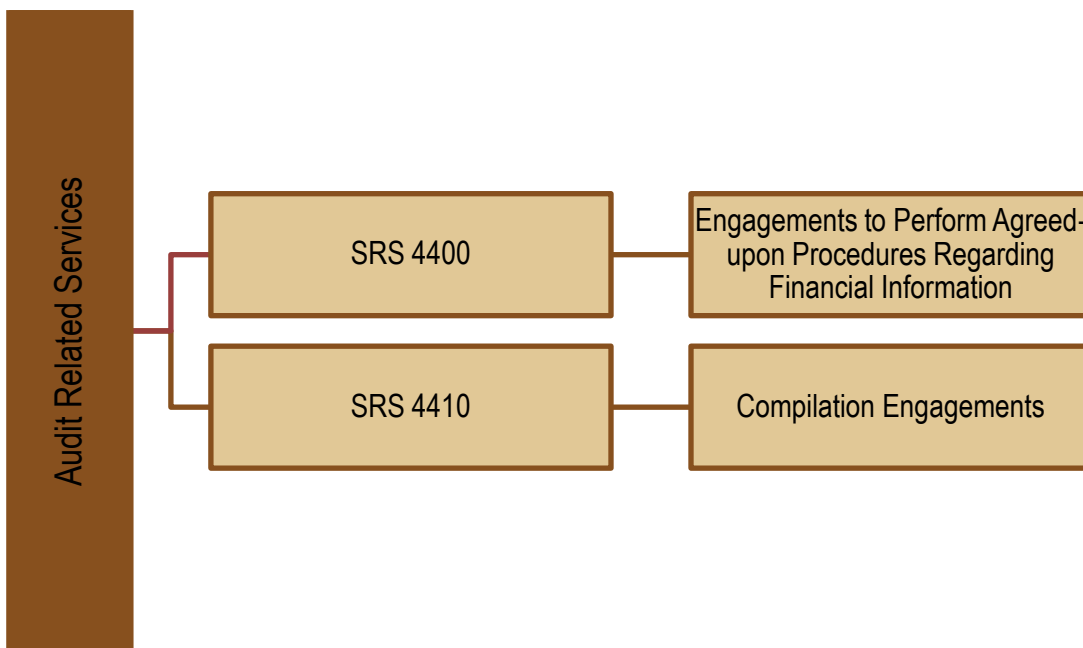 Audit Related Services
SRS 4400
Engagements to Perform Agreed-
upon Procedures Regarding
Financial Information
SRS 4410
Compilation Engagements